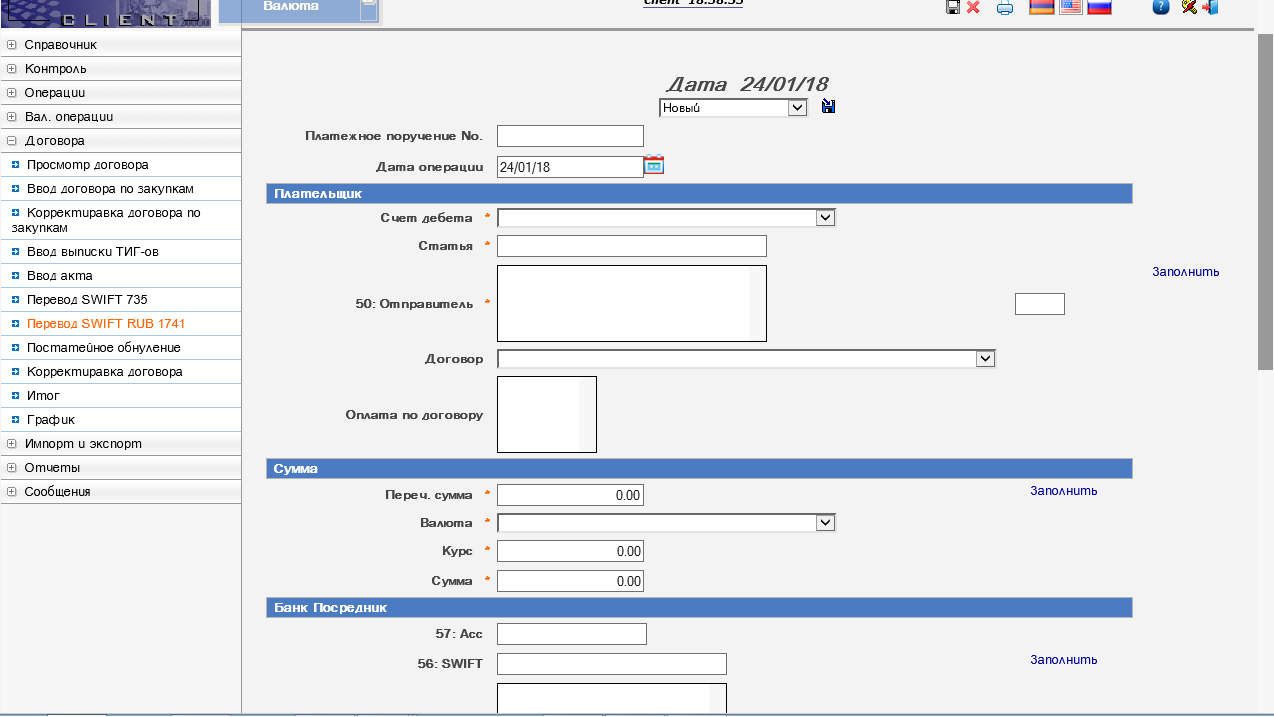 CLIENT
Валюта
client 18:38:55
Справочник
Контроль
Операции
Вал. операции
Договора
Просмотр договора
Ввод договора по закупкам
Корректиравка договора по
закупкам
Ввод выписки ТИГ-ов
Ввод акта
Перевод SWIFT 735
Перевод SWIFT RUB 1741
Постатейное обнуление
Корректиравка договора
Итог
График
Импорт и экспорт
Отчеты
Сообщения
Дата 24/01/18
Новый
Платежное поручение No.
Дата операции 24/01/18
Плательщик
Счет дебета *
Статья *
Заполнить
50: Отправитель *
Договор
Оплата по договору
Сумма
Переч. сумма * 0.00 Заполнить
Валюта *
Курс * 0.00
Сумма * 0.00
Банк Посредник
57: Acc
56: SWIFT Заполнить